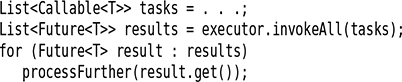 List<Callable<T>> tasks = . . .;
List<Future<T>> results = executor.invokeAll(tasks);
for (Future<T> result : results)
processFurther(result.get());